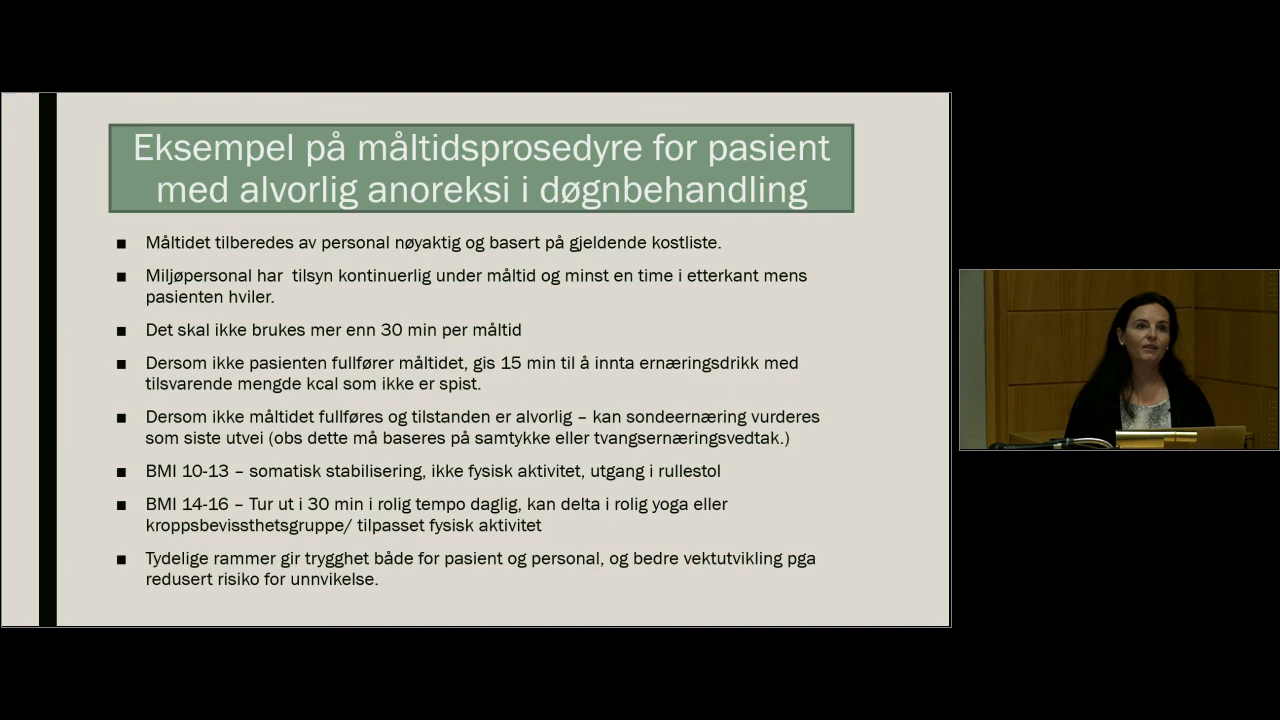 Eksempel på måltidsprosedyre for pasient
med alvorlig anoreksi i døgnbehandling
■ Måltidet tilberedes av personal nøyaktig og basert på gjeldende kostliste.
■ Miljøpersonal har  tilsyn kontinuerlig under måltid og minst en time i etterkant mens
pasienten hviler.
■ Det skal ikke brukes mer enn 30 min per måltid
■ Dersom ikke pasienten fullfører måltidet, gis 15 min til å innta ernæringsdrikk med
tilsvarende mengde kcal som ikke er spist.
■ Dersom ikke måltidet fullføres og tilstanden er alvorlig – kan sondeernæring vurderes
som siste utvei (obs dette må baseres på samtykke eller tvangsernæringsvedtak.)
■ BMI 10-13 – somatisk stabilisering, ikke fysisk aktivitet, utgang i rullestol
■ BMI 14-16 – Tur ut i 30 min i rolig tempo daglig, kan delta i rolig yoga eller
kroppsbevissthetsgruppe/ tilpasset fysisk aktivitet
■ Tydelige rammer gir trygghet både for pasient og personal, og bedre vektutvikling pga
redusert risiko for unnvikelse.